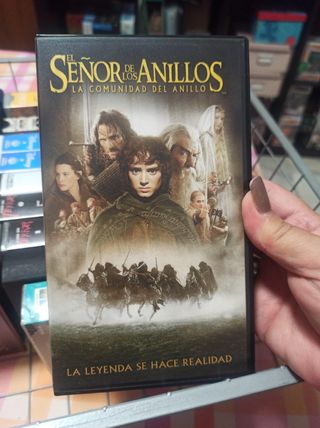 EL
SEÑOR DE LOS ANILLOS
LA COMUNIDAD DEL ANILLO
LA LEYENDA SE HACE REALIDAD